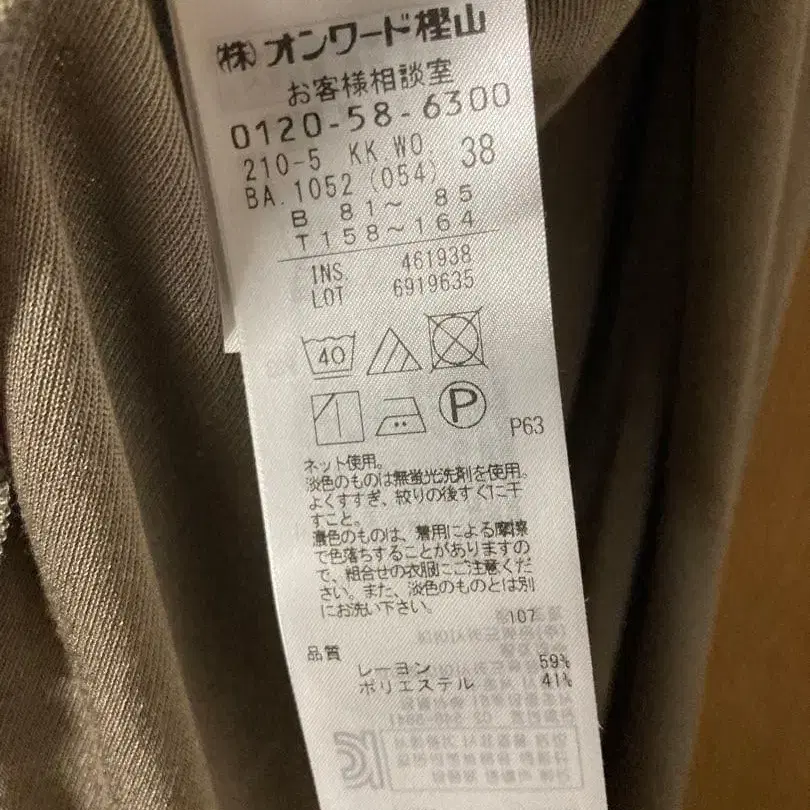 (株)オンワード樫山
お客様相談室
0120-58-6300
210-5 KK WO 38
BA.1052 (054)
B 81～ 85
T158～164
INS 461938
LOT 6919635
40
P
P63
ネット使用。
淡色のものは無蛍光洗剤を使用。
よくすすぎ、絞りの後すぐに干
すこと。
濃色のものは、着用による摩擦
で色落ちすることがありますの
で、組合せの衣服にご注意くだ
さい。また、淡色のものとは別
にお洗い下さい。
107
品質
レーヨン 59%
ポリエステル 41%